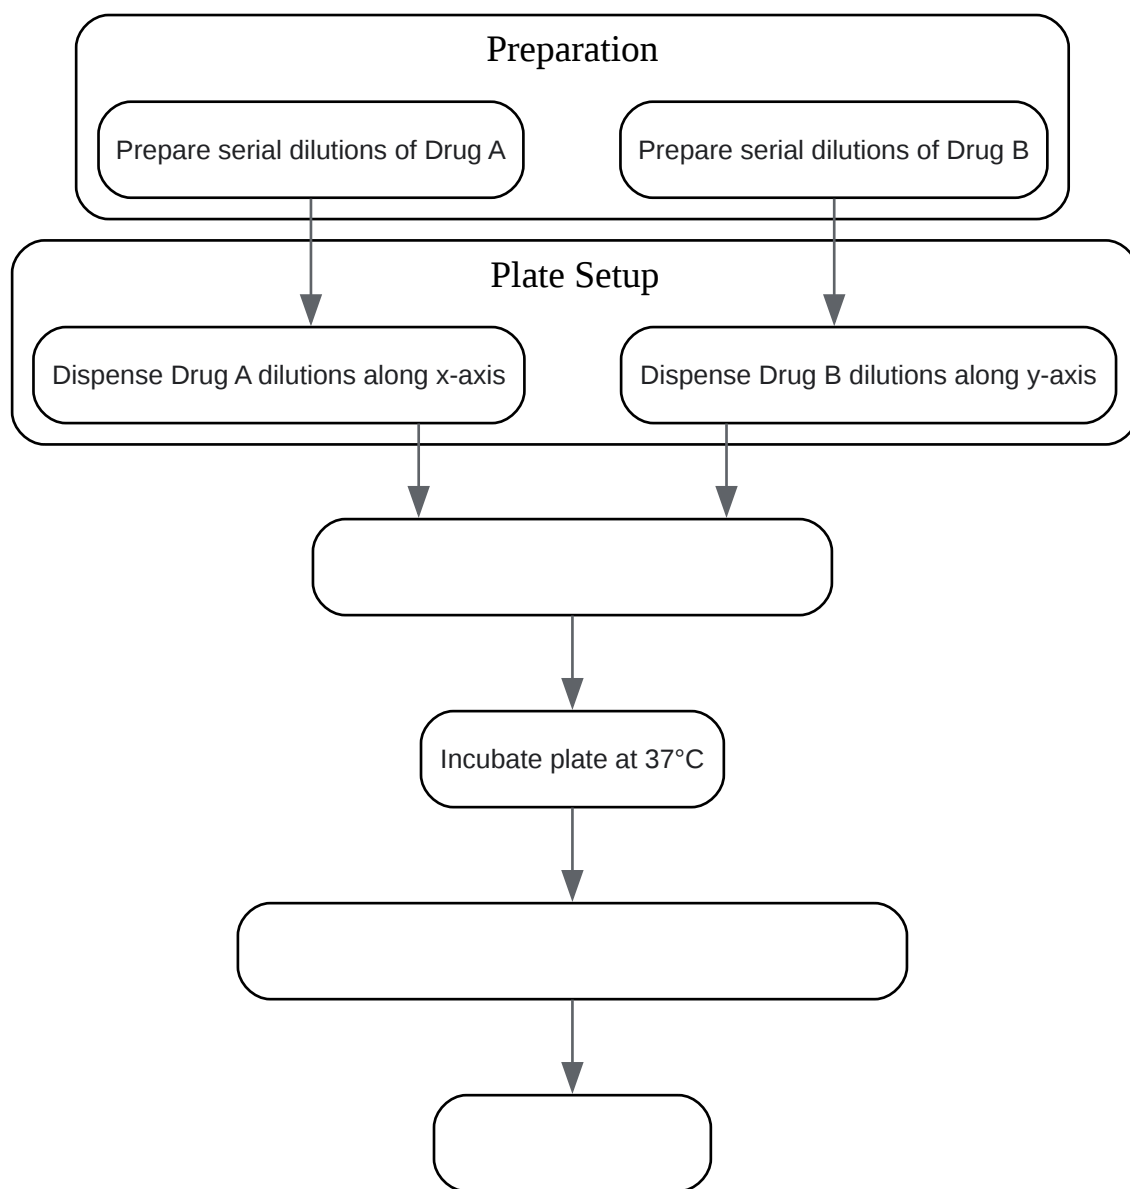 Preparation
Prepare serial dilutions of Drug A
Prepare serial dilutions of Drug B
Plate Setup
Dispense Drug A dilutions along x-axis
Dispense Drug B dilutions along y-axis
Incubate plate at 37°C